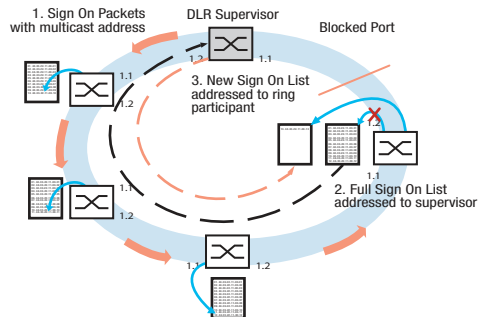 1. Sign On Packets
with multicast address
DLR Supervisor
Blocked Port
1.2
1.1
3. New Sign On List
addressed to ring
participant
1.1
1.2
1.2
1.1
2. Full Sign On List
addressed to supervisor
1.1
1.2
1.1
1.2